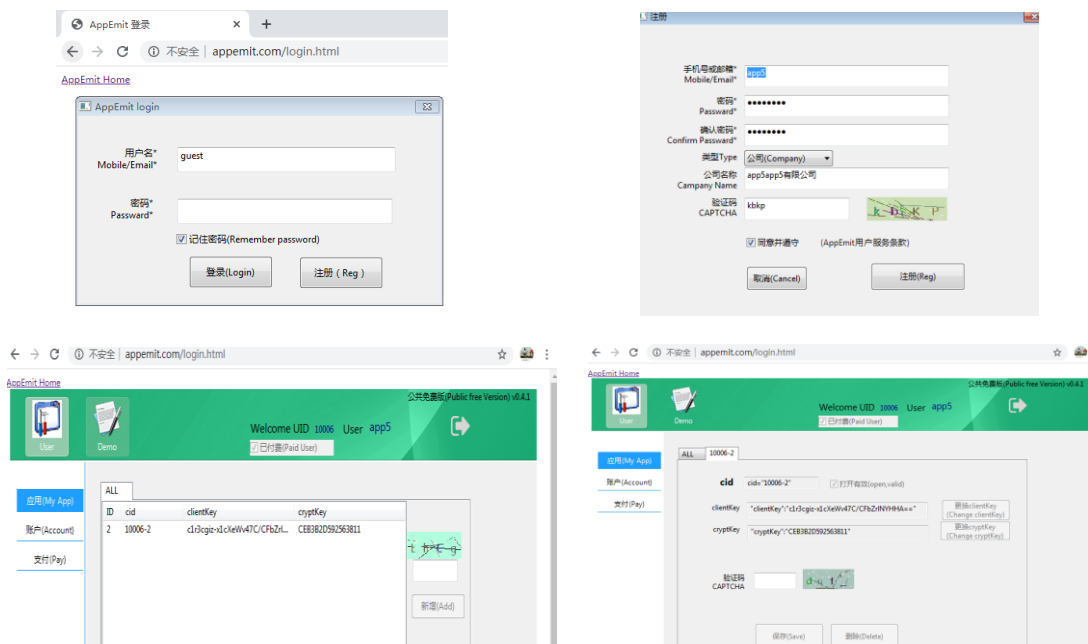 AppEmit 登录
不安全 | appemit.com/login.html
AppEmit Home
AppEmit login
用户名*
Mobile/Email*
guest
密码*
Password*
记住密码(Remember password)
登录(Login)
注册 ( Reg )
注册
手机号或邮箱*
Mobile/Email*
app5
密码*
Password*
••••••••
确认密码*
Confirm Password*
••••••••
类型Type
公司(Company)
公司名称
Campany Name
app5app5有限公司
验证码
CAPTCHA
kbkp
同意并遵守 (AppEmit用户服务条款)
取消(Cancel)
注册(Reg)
不安全 | appemit.com/login.html
AppEmit Home
公共免费版(Public free Version) v0.4.1
User
Demo
Welcome UID 10006 User app5
已付费(Paid User)
应用(My App)
账户(Account)
支付(Pay)
ALL
ID cid clientKey cryptKey
2 10006-2 c1r3cgiz-x1cXeWv47C/CFbZrI... CEB3B2D592563811
新增(Add)
不安全 | appemit.com/login.html
AppEmit Home
公共免费版(Public free Version) v0.4.1
User
Demo
Welcome UID 10006 User app5
已付费(Paid User)
应用(My App)
账户(Account)
支付(Pay)
ALL
10006-2
cid
cid="10006-2"
打开有效(open,valid)
clientKey
"clientKey":"c1r3cgiz-x1cXeWv47C/CFbZrINYHHA=="
更换clientKey
(Change clientKey)
cryptKey
"cryptKey":"CEB3B2D592563811"
更换cryptKey
(Change cryptKey)
验证码
CAPTCHA
保存(Save)
删除(Delete)